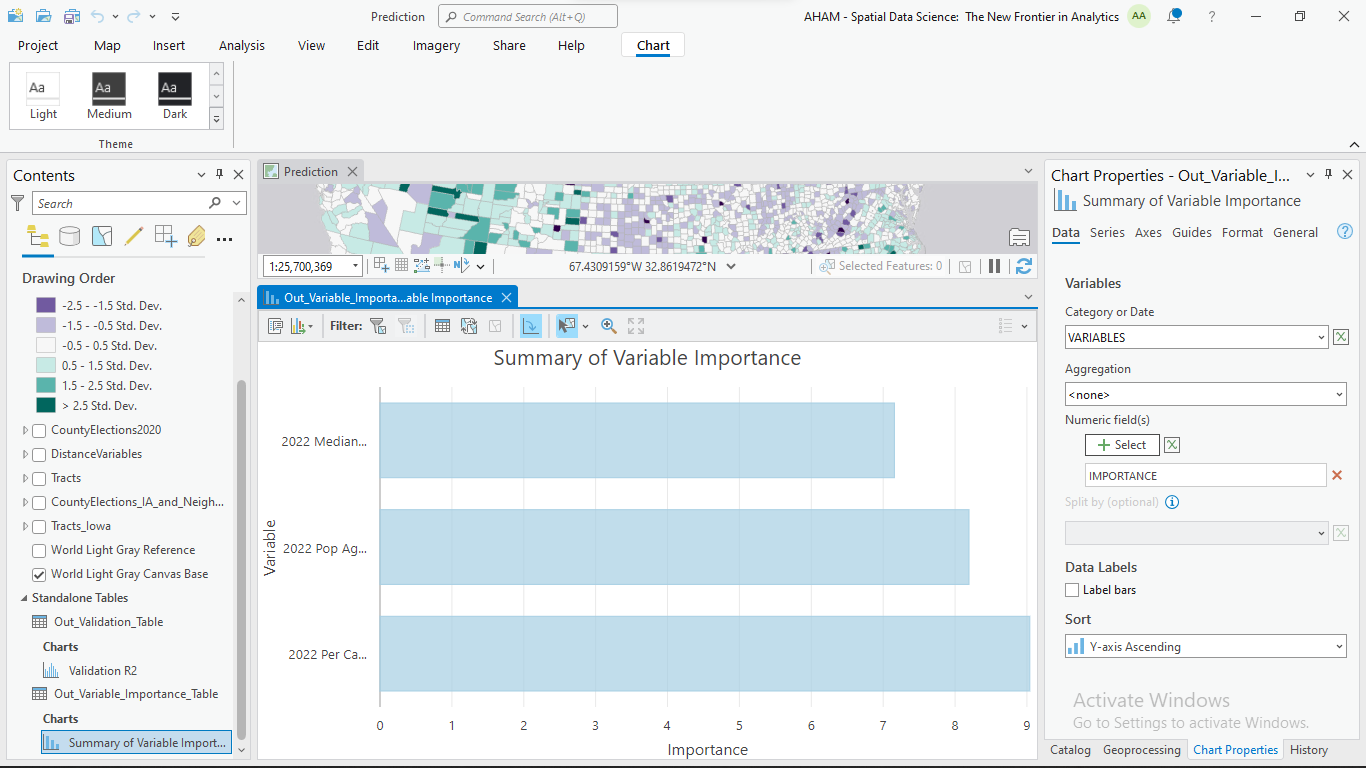 Prediction
Command Search (Alt+Q)
AHAM - Spatial Data Science: The New Frontier in Analytics
AA
?
Project Map Insert Analysis View Edit Imagery Share Help Chart
Aa Aa Aa
Light Medium Dark
Theme
Contents
Search
Drawing Order
-2.5 - -1.5 Std. Dev.
-1.5 - -0.5 Std. Dev.
-0.5 - 0.5 Std. Dev.
0.5 - 1.5 Std. Dev.
1.5 - 2.5 Std. Dev.
> 2.5 Std. Dev.
CountyElections2020
DistanceVariables
Tracts
CountyElections_IA_and_Neigh...
Tracts_Iowa
World Light Gray Reference
World Light Gray Canvas Base
Standalone Tables
Out_Validation_Table
Charts
Validation R2
Out_Variable_Importance_Table
Charts
Summary of Variable Import...
Prediction
1:25,700,369
67.4309159°W 32.8619472°N
Selected Features: 0
Out_Variable_Importa...able Importance
Filter:
Summary of Variable Importance
Variable
2022 Median...
2022 Pop Ag...
2022 Per Ca...
0 1 2 3 4 5 6 7 8 9
Importance
Chart Properties - Out_Variable_I...
Summary of Variable Importance
Data Series Axes Guides Format General
?
Variables
Category or Date
VARIABLES
Aggregation
<none>
Numeric field(s)
Select
IMPORTANCE
Split by (optional)
Data Labels
Label bars
Sort
Y-axis Ascending
Activate Windows
Go to Settings to activate Windows.
Catalog Geoprocessing Chart Properties History